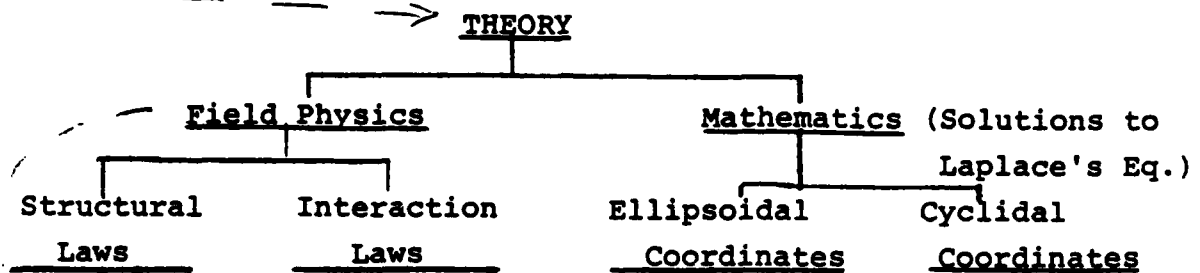 THEORY
Field Physics
Mathematics (Solutions to
Laplace's Eq.)
Structural
Laws
Interaction
Laws
Ellipsoidal
Coordinates
Cyclidal
Coordinates